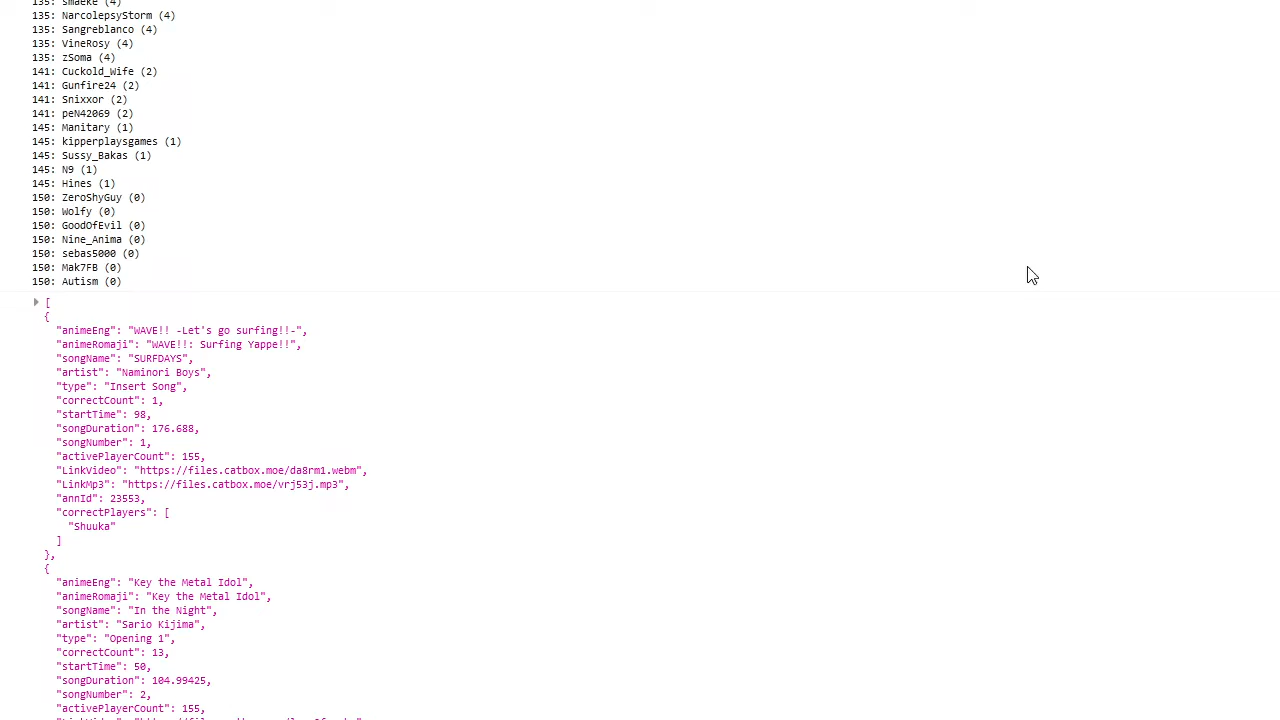 135: smaeke (4)
135: NarcolepsyStorm (4)
135: Sangreblanco (4)
135: VineRosy (4)
135: zSoma (4)
141: Cuckold_Wife (2)
141: Gunfire24 (2)
141: Snixxor (2)
141: peN42069 (2)
145: Manitary (1)
145: kipperplaysgames (1)
145: Sussy_Bakas (1)
145: N9 (1)
145: Hines (1)
150: ZeroShyGuy (0)
150: Wolfy (0)
150: GoodOfEvil (0)
150: Nine_Anima (0)
150: sebas5000 (0)
150: Mak7FB (0)
150: Autism (0)
[
{
"animeEng": "WAVE!! -Let's go surfing!!-",
"animeRomaji": "WAVE!!: Surfing Yappe!!",
"songName": "SURFDAYS",
"artist": "Naminori Boys",
"type": "Insert Song",
"correctCount": 1,
"startTime": 98,
"songDuration": 176.688,
"songNumber": 1,
"activePlayerCount": 155,
"LinkVideo": "https://files.catbox.moe/da8rm1.webm",
"LinkMp3": "https://files.catbox.moe/vrj53j.mp3",
"annId": 23553,
"correctPlayers": [
"Shuuka"
]
},
{
"animeEng": "Key the Metal Idol",
"animeRomaji": "Key the Metal Idol",
"songName": "In the Night",
"artist": "Sario Kijima",
"type": "Opening 1",
"correctCount": 13,
"startTime": 50,
"songDuration": 104.99425,
"songNumber": 2,
"activePlayerCount": 155,